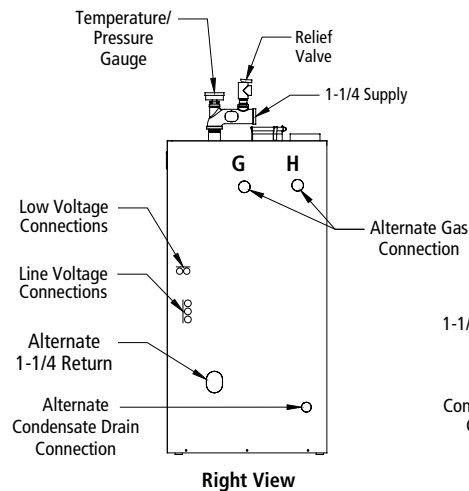 Temperature/
Pressure
Gauge
Relief
Valve
1-1/4 Supply
G H
Low Voltage
Connections
Alternate Gas
Connection
Line Voltage
Connections
Alternate
1-1/4 Return
Alternate
Condensate Drain
Connection
Right View